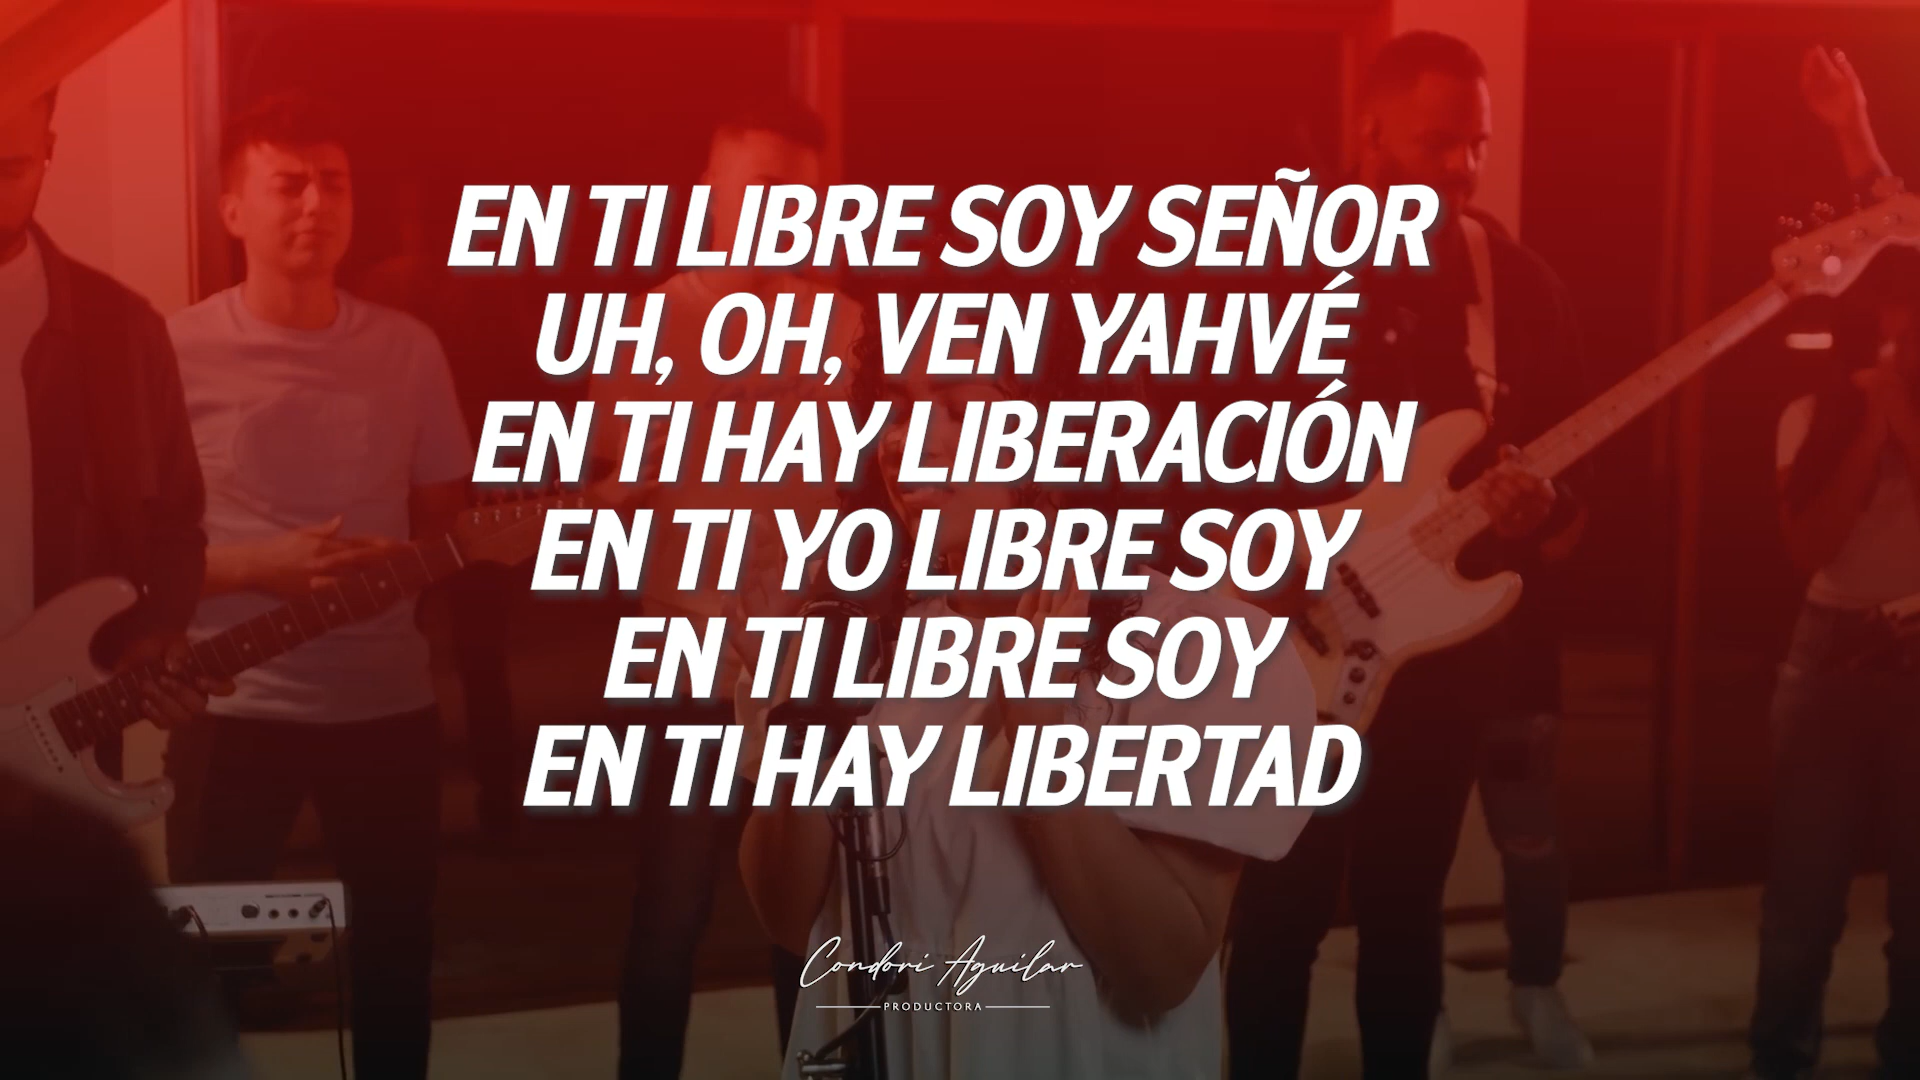 EN TI LIBRE SOY SEÑOR
UH, OH, VEN YAHVÉ
EN TI HAY LIBERACIÓN
EN TI YO LIBRE SOY
EN TI LIBRE SOY
EN TI HAY LIBERTAD
Condori Aguilar
PRODUCTORA